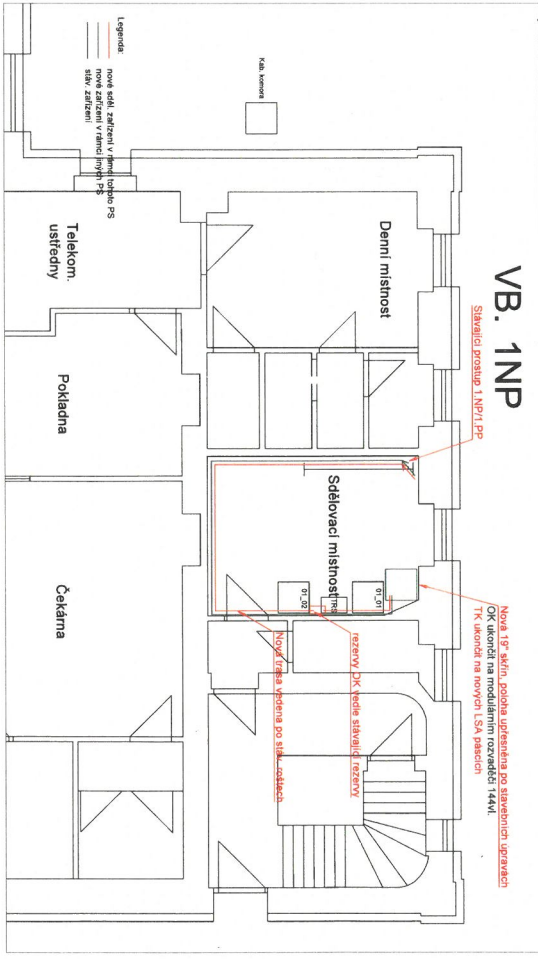 VB. 1NP
Stávající prostup 1.NP/1.PP
Nová 19" skříň, poloha upřesněna po stavebních upravách
OK ukončit na modulárním rozvaděči 144vl.
TK ukončit na nových LSA páscích
Denní místnost
Sdělovací místnost
TRS
01_01
01_02
rezervy OK vedle stávající rezervy
Nová trasa vedena po stáv. roštech
Kab. komora
Telekom.
ustředny
Pokladna
Čekárna
Legenda:
nové sděl. zařízení v rámci tohoto PS
nové zařízení v rámci jiných PS
stáv. zařízení